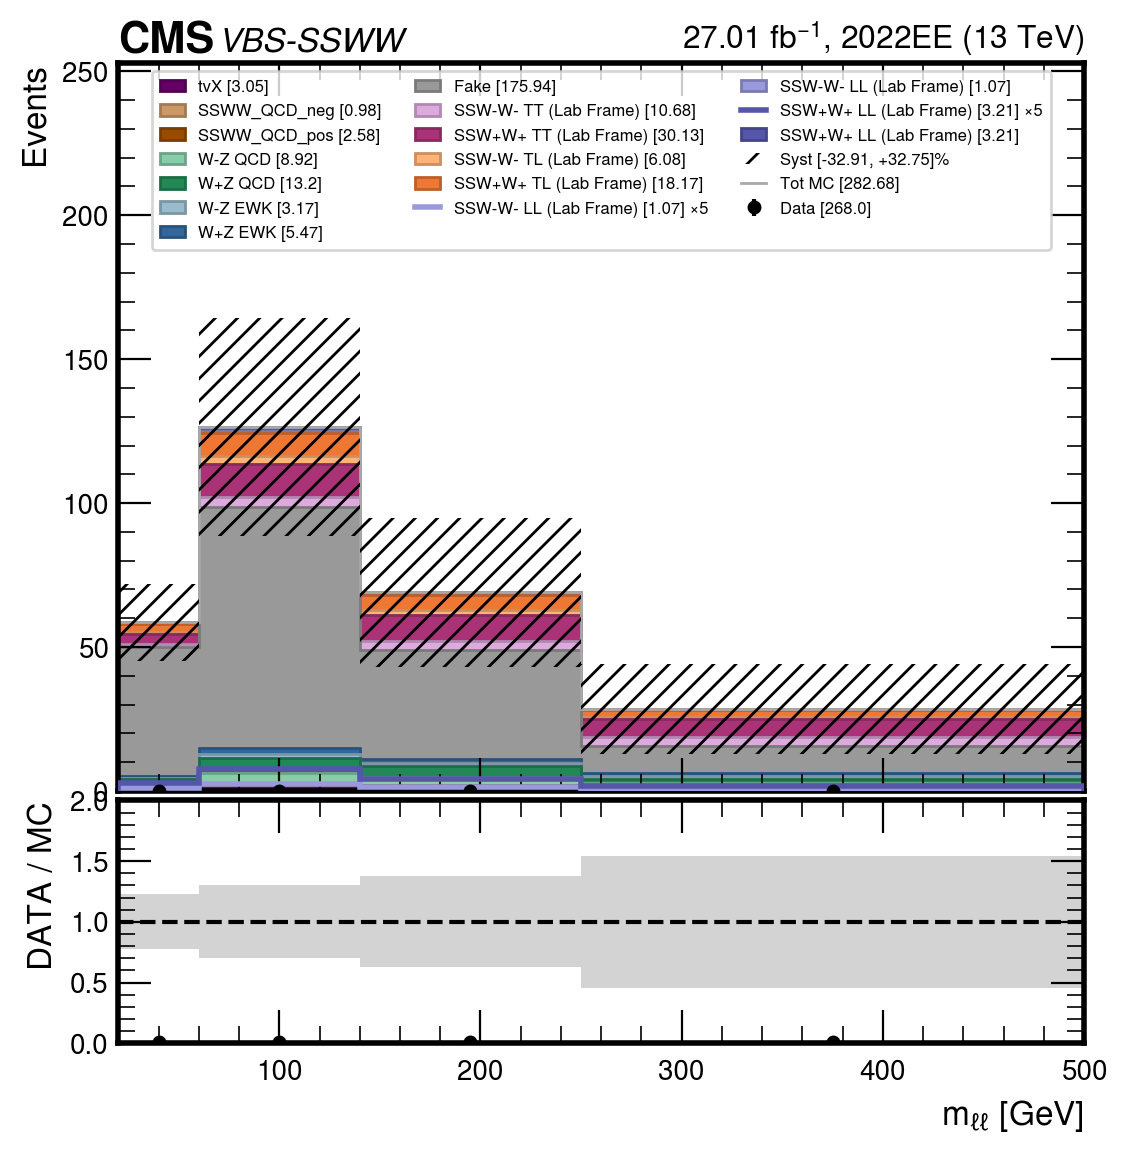 CMS VBS-SSWW 27.01 fb⁻¹, 2022EE (13 TeV)
Events
250
200
150
100
50
0
tvX [3.05]
SSWW_QCD_neg [0.98]
SSWW_QCD_pos [2.58]
W-Z QCD [8.92]
W+Z QCD [13.2]
W-Z EWK [3.17]
W+Z EWK [5.47]
Fake [175.94]
SSW-W- TT (Lab Frame) [10.68]
SSW+W+ TT (Lab Frame) [30.13]
SSW-W- TL (Lab Frame) [6.08]
SSW+W+ TL (Lab Frame) [18.17]
SSW-W- LL (Lab Frame) [1.07] ×5
SSW-W- LL (Lab Frame) [1.07]
SSW+W+ LL (Lab Frame) [3.21] ×5
SSW+W+ LL (Lab Frame) [3.21]
Syst [-32.91, +32.75]%
Tot MC [282.68]
Data [268.0]
DATA / MC
2.0
1.5
1.0
0.5
0.0
100 200 300 400 500
mℓℓ [GeV]